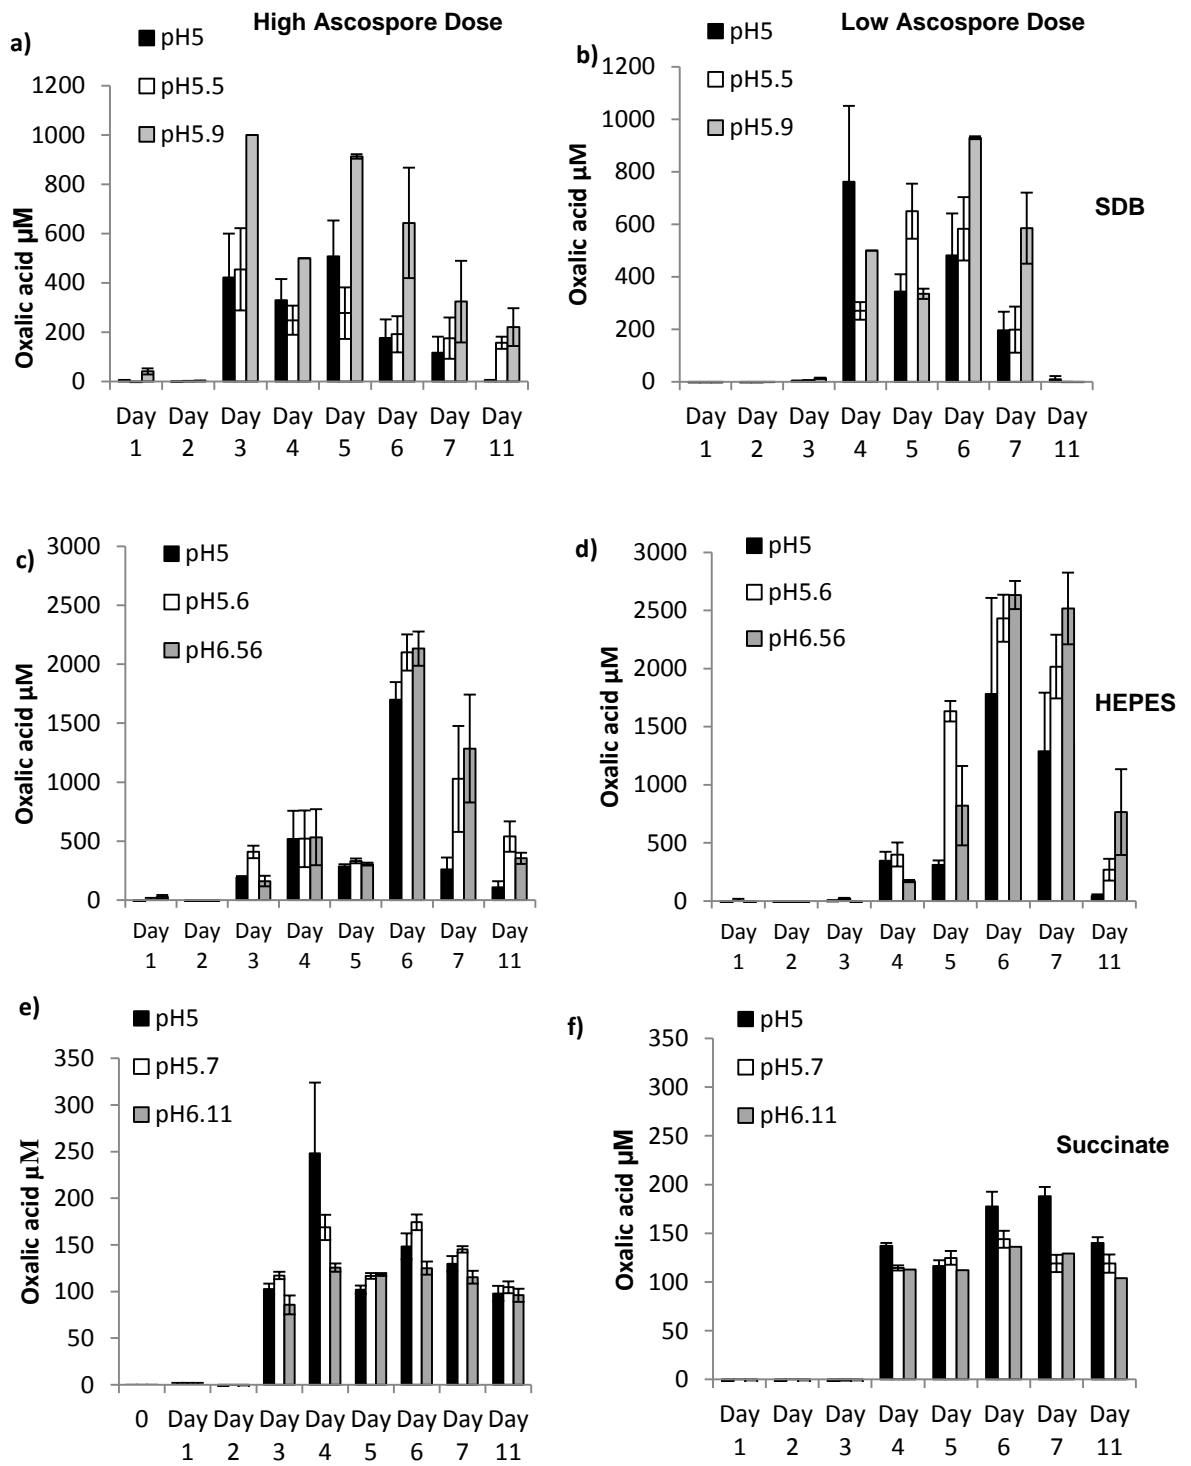 High Ascospore Dose
Low Ascospore Dose
a)
pH5
pH5.5
pH5.9
Oxalic acid µM
1200
1000
800
600
400
200
0
Day Day Day Day Day Day Day Day
1 2 3 4 5 6 7 11
b)
pH5
pH5.5
pH5.9
Oxalic acid µM
1200
1000
800
600
400
200
0
Day Day Day Day Day Day Day Day
1 2 3 4 5 6 7 11
SDB
c)
pH5
pH5.6
pH6.56
Oxalic acid µM
3000
2500
2000
1500
1000
500
0
Day Day Day Day Day Day Day Day
1 2 3 4 5 6 7 11
d)
pH5
pH5.6
pH6.56
Oxalic acid µM
3000
2500
2000
1500
1000
500
0
Day Day Day Day Day Day Day Day
1 2 3 4 5 6 7 11
HEPES
e)
pH5
pH5.7
pH6.11
Oxalic acid µM
350
300
250
200
150
100
50
0
0 Day Day Day Day Day Day Day Day
1 2 3 4 5 6 7 11
f)
pH5
pH5.7
pH6.11
Oxalic acid µM
350
300
250
200
150
100
50
0
Day Day Day Day Day Day Day Day
1 2 3 4 5 6 7 11
Succinate